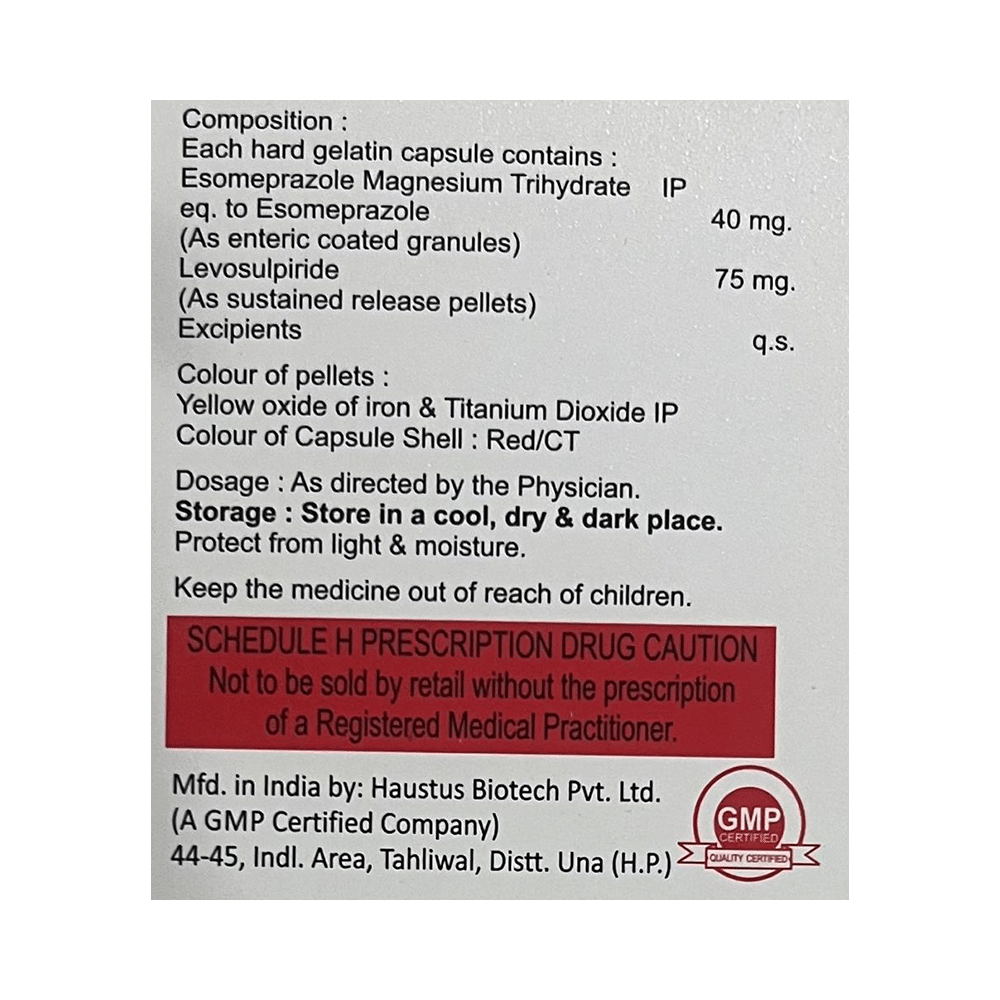 Composition :
Each hard gelatin capsule contains :
Esomeprazole Magnesium Trihydrate IP
eq. to Esomeprazole 40 mg.
(As enteric coated granules)
Levosulpiride 75 mg.
(As sustained release pellets)
Excipients q.s.
Colour of pellets :
Yellow oxide of iron & Titanium Dioxide IP
Colour of Capsule Shell : Red/CT
Dosage : As directed by the Physician.
Storage : Store in a cool, dry & dark place.
Protect from light & moisture.
Keep the medicine out of reach of children.
SCHEDULE H PRESCRIPTION DRUG CAUTION
Not to be sold by retail without the prescription
of a Registered Medical Practitioner.
Mfd. in India by: Haustus Biotech Pvt. Ltd.
(A GMP Certified Company)
44-45, Indl. Area, Tahliwal, Distt. Una (H.P.)
GMP
CERTIFIED
QUALITY CERTIFIED